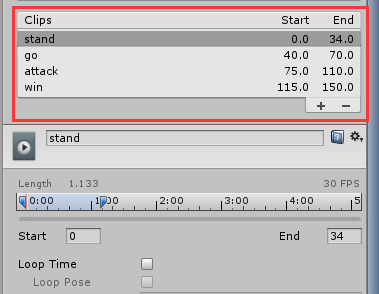 Clips Start End
stand 0.0 34.0
go 40.0 70.0
attack 75.0 110.0
win 115.0 150.0
+ −
stand
Length 1.133 30 FPS
0:00 1:00 2:00 3:00 4:00 5
Start 0 End 34
Loop Time
Loop Pose